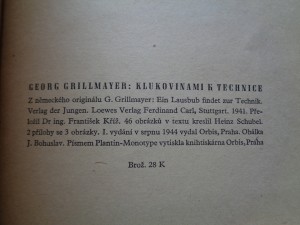 GEORG GRILLMAYER: KLUKOVINAMI K TECHNICE
Z německého originálu G. Grillmayer: Ein Lausbub findet zur Technik.
Verlag der Jungen. Loewes Verlag Ferdinand Carl, Stuttgart. 1941. Pře-
ložil Dr ing. František Kříž. 46 obrázků v textu kreslil Heinz Schubel.
2 přílohy se 3 obrázky. 1. vydání v srpnu 1944 vydal Orbis, Praha. Obálka
J. Bohuslav. Písmem Plantin-Monotype vytiskla knihtiskárna Orbis, Praha
Brož. 28 K